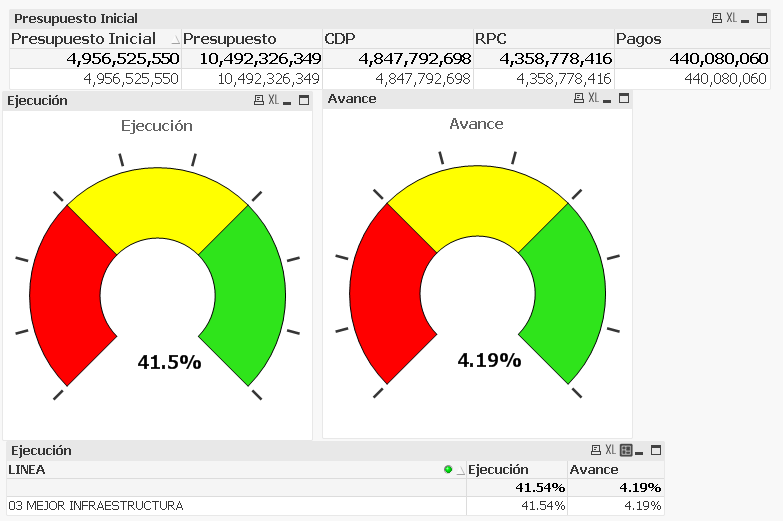 Presupuesto Inicial XL
Presupuesto Inicial Presupuesto CDP RPC Pagos
4,956,525,550 10,492,326,349 4,847,792,698 4,358,778,416 440,080,060
4,956,525,550 10,492,326,349 4,847,792,698 4,358,778,416 440,080,060
Ejecución XL
Ejecución
41.5%
Avance XL
Avance
4.19%
Ejecución XL
LINEA Ejecución Avance
41.54% 4.19%
03 MEJOR INFRAESTRUCTURA 41.54% 4.19%